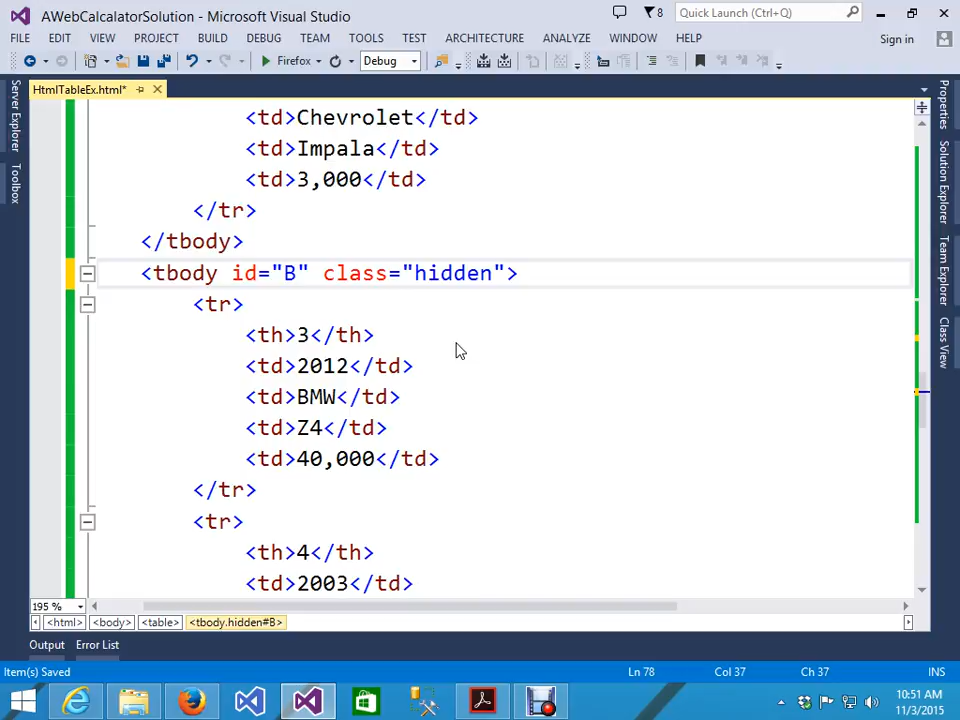 AWebCalcalatorSolution - Microsoft Visual Studio
8
Quick Launch (Ctrl+Q)
FILE EDIT VIEW PROJECT BUILD DEBUG TEAM TOOLS TEST ARCHITECTURE ANALYZE WINDOW HELP
Sign in
Firefox
Debug
HtmlTableEx.html*
Server Explorer
Toolbox
Properties
Solution Explorer
Team Explorer
Class View
<td>Chevrolet</td>
<td>Impala</td>
<td>3,000</td>
</tr>
</tbody>
<tbody id="B" class="hidden">
<tr>
<th>3</th>
<td>2012</td>
<td>BMW</td>
<td>Z4</td>
<td>40,000</td>
</tr>
<tr>
<th>4</th>
<td>2003</td>
195 %
<html> <body> <table> <tbody.hidden#B>
Output Error List
Item(s) Saved Ln 78 Col 37 Ch 37 INS
10:51 AM
11/3/2015